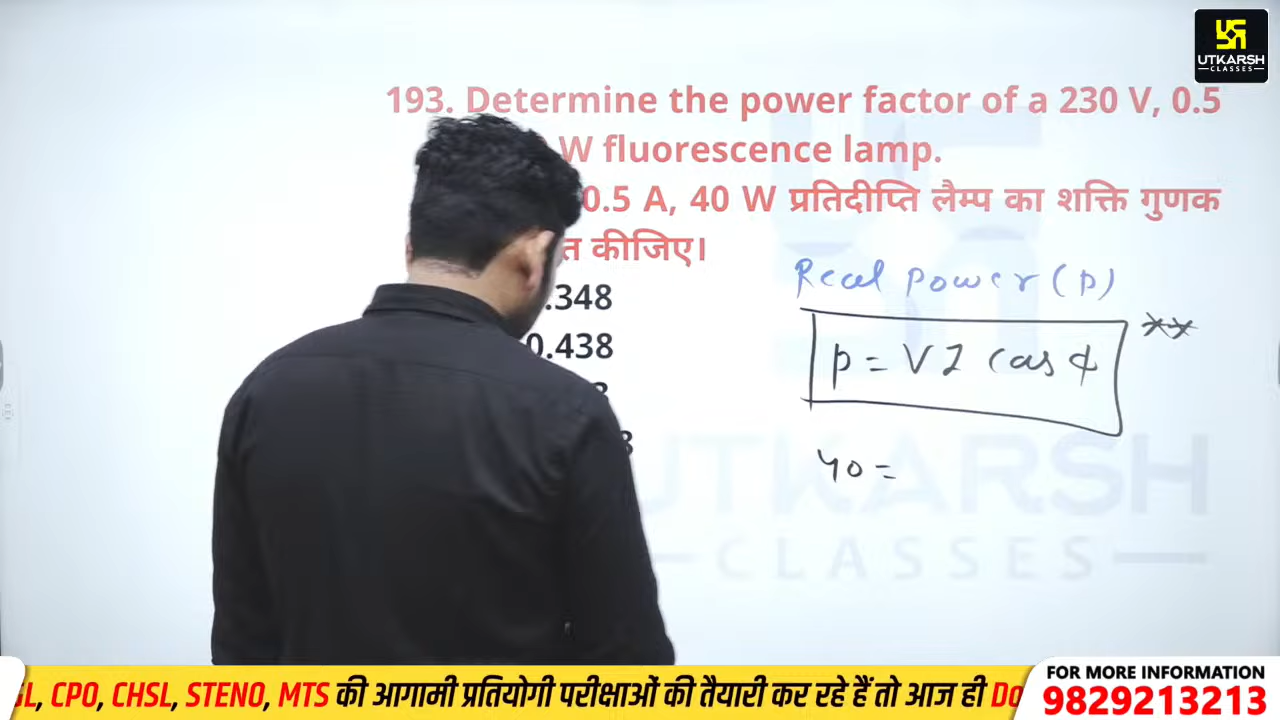 UTKARSH
CLASSES
193. Determine the power factor of a 230 V, 0.5
W fluorescence lamp.
0.5 A, 40 W प्रतिदीप्ति लैम्प का शक्ति गुणक
कीजिए।
Real Power (P)
.348
P = VI Cos ϕ
0.438
40 =
UTKARSH
CLASSES
CPO, CHSL, STENO, MTS की आगामी प्रतियोगी परीक्षाओं की तैयारी कर रहे हैं तो आज ही
FOR MORE INFORMATION
9829213213